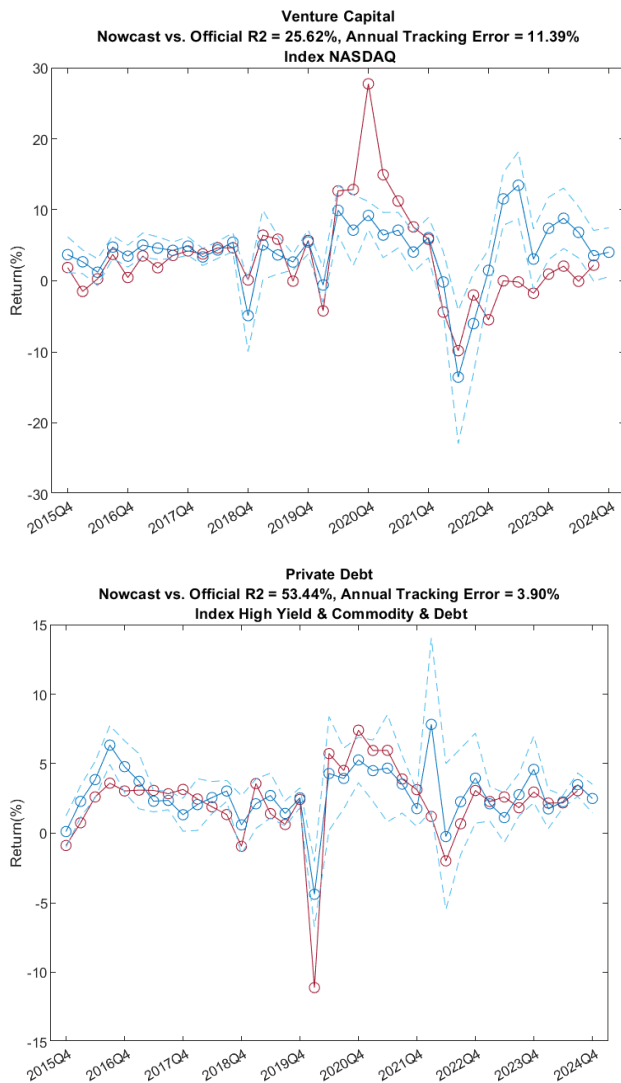 Venture Capital
Nowcast vs. Official R2 = 25.62%, Annual Tracking Error = 11.39%
Index NASDAQ
30
20
10
0
-10
-20
-30
Return(%)
2015Q4
2016Q4
2017Q4
2018Q4
2019Q4
2020Q4
2021Q4
2022Q4
2023Q4
2024Q4
Private Debt
Nowcast vs. Official R2 = 53.44%, Annual Tracking Error = 3.90%
Index High Yield & Commodity & Debt
15
10
5
0
-5
-10
-15
Return(%)
2015Q4
2016Q4
2017Q4
2018Q4
2019Q4
2020Q4
2021Q4
2022Q4
2023Q4
2024Q4